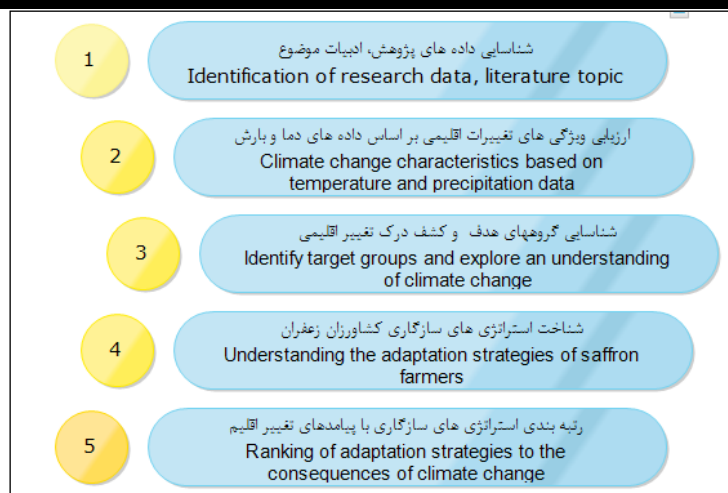 1
شناسایی داده های پژوهش، ادبیات موضوع
Identification of research data, literature topic
2
ارزیابی ویژگی های تغییرات اقلیمی بر اساس داده های دما و بارش
Climate change characteristics based on
temperature and precipitation data
3
شناسایی گروههای هدف و کشف درک تغییر اقلیمی
Identify target groups and explore an understanding
of climate change
4
شناخت استراتژی های سازگاری کشاورزان زعفران
Understanding the adaptation strategies of saffron
farmers
5
رتبه بندی استراتژی های سازگاری با پیامدهای تغییر اقلیم
Ranking of adaptation strategies to the
consequences of climate change